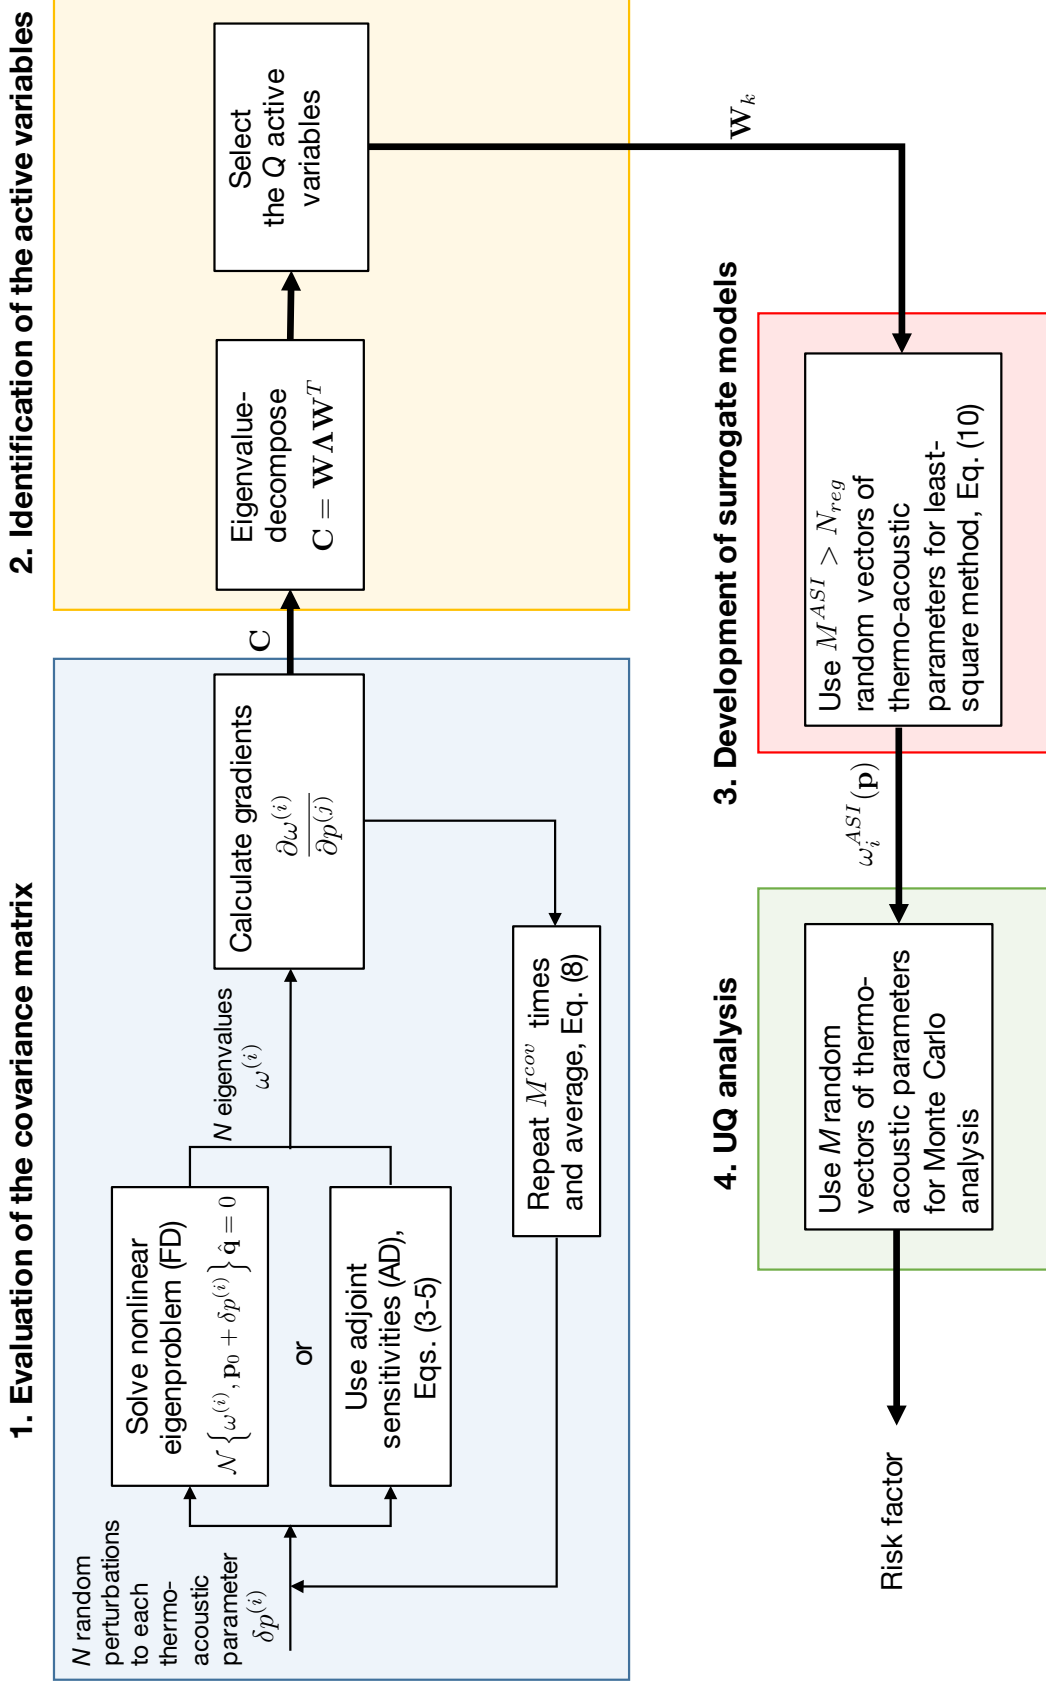 1. Evaluation of the covariance matrix
N random
perturbations
to each
thermo-
acoustic
parameter
δp^{(i)}
Solve nonlinear
eigenproblem (FD)
𝒩{ω^{(i)}, p_0 + δp^{(i)}} q̂ = 0
or
Use adjoint
sensitivities (AD),
Eqs. (3-5)
N eigenvalues
ω^{(i)}
Calculate gradients
∂ω^{(i)}
∂p^{(j)}
Repeat M^{cov} times
and average, Eq. (8)
C
2. Identification of the active variables
Eigenvalue-
decompose
C = WΛW^T
Select
the Q active
variables
W_k
3. Development of surrogate models
Use M^{ASI} > N_{reg}
random vectors of
thermo-acoustic
parameters for least-
square method, Eq. (10)
ω_i^{ASI}(p)
4. UQ analysis
Use M random
vectors of thermo-
acoustic parameters
for Monte Carlo
analysis
Risk factor